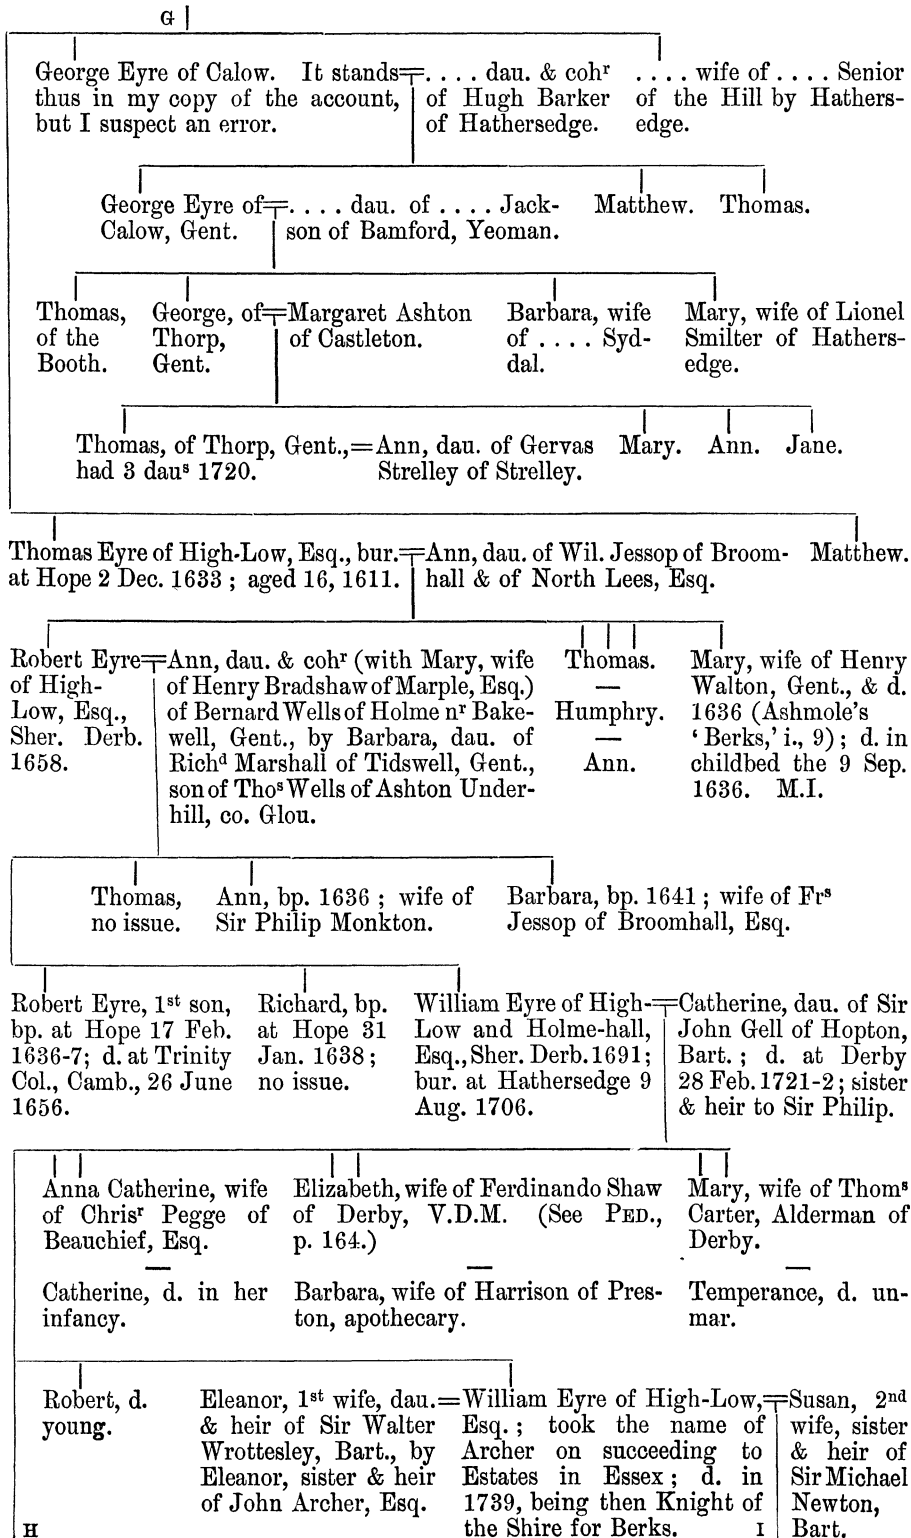 G
George Eyre of Calow. It stands
thus in my copy of the account,
but I suspect an error.
. . . . dau. & cohr
of Hugh Barker
of Hathersedge.
. . . . wife of . . . . Senior
of the Hill by Hathers-
edge.
George Eyre of
Calow, Gent.
. . . . dau. of . . . . Jack-
son of Bamford, Yeoman.
Matthew.
Thomas.
Thomas,
of the
Booth.
George, of
Thorp,
Gent.
Margaret Ashton
of Castleton.
Barbara, wife
of . . . . Syd-
dal.
Mary, wife of Lionel
Smilter of Hathers-
edge.
Thomas, of Thorp, Gent.,=
had 3 daus 1720.
Ann, dau. of Gervas
Strelley of Strelley.
Mary.
Ann.
Jane.
Thomas Eyre of High-Low, Esq., bur.
at Hope 2 Dec. 1633 ; aged 16, 1611.
Ann, dau. of Wil. Jessop of Broom-
hall & of North Lees, Esq.
Matthew.
Robert Eyre
of High-
Low, Esq.,
Sher. Derb.
1658.
Ann, dau. & cohr (with Mary, wife
of Henry Bradshaw of Marple, Esq.)
of Bernard Wells of Holme nr Bake-
well, Gent., by Barbara, dau. of
Richd Marshall of Tidswell, Gent.,
son of Thos Wells of Ashton Under-
hill, co. Glou.
Thomas.
—
Humphry.
—
Ann.
Mary, wife of Henry
Walton, Gent., & d.
1636 (Ashmole's
‘Berks,’ i., 9) ; d. in
childbed the 9 Sep.
1636. M.I.
Thomas,
no issue.
Ann, bp. 1636 ; wife of
Sir Philip Monkton.
Barbara, bp. 1641 ; wife of Frs
Jessop of Broomhall, Esq.
Robert Eyre, 1st son,
bp. at Hope 17 Feb.
1636-7; d. at Trinity
Col., Camb., 26 June
1656.
Richard, bp.
at Hope 31
Jan. 1638 ;
no issue.
William Eyre of High-
Low and Holme-hall,
Esq., Sher. Derb. 1691;
bur. at Hathersedge 9
Aug. 1706.
Catherine, dau. of Sir
John Gell of Hopton,
Bart. ; d. at Derby
28 Feb. 1721-2 ; sister
& heir to Sir Philip.
Anna Catherine, wife
of Chrisr Pegge of
Beauchief, Esq.
—
Catherine, d. in her
infancy.
Elizabeth, wife of Ferdinando Shaw
of Derby, V.D.M. (See PED.,
p. 164.)
—
Barbara, wife of Harrison of Pres-
ton, apothecary.
Mary, wife of Thoms
Carter, Alderman of
Derby.
—
Temperance, d. un-
mar.
Robert, d.
young.
Eleanor, 1st wife, dau.=
& heir of Sir Walter
Wrottesley, Bart., by
Eleanor, sister & heir
of John Archer, Esq.
William Eyre of High-Low,
Esq. ; took the name of
Archer on succeeding to
Estates in Essex ; d. in
1739, being then Knight of
the Shire for Berks.
Susan, 2nd
wife, sister
& heir of
Sir Michael
Newton,
Bart.
H
I